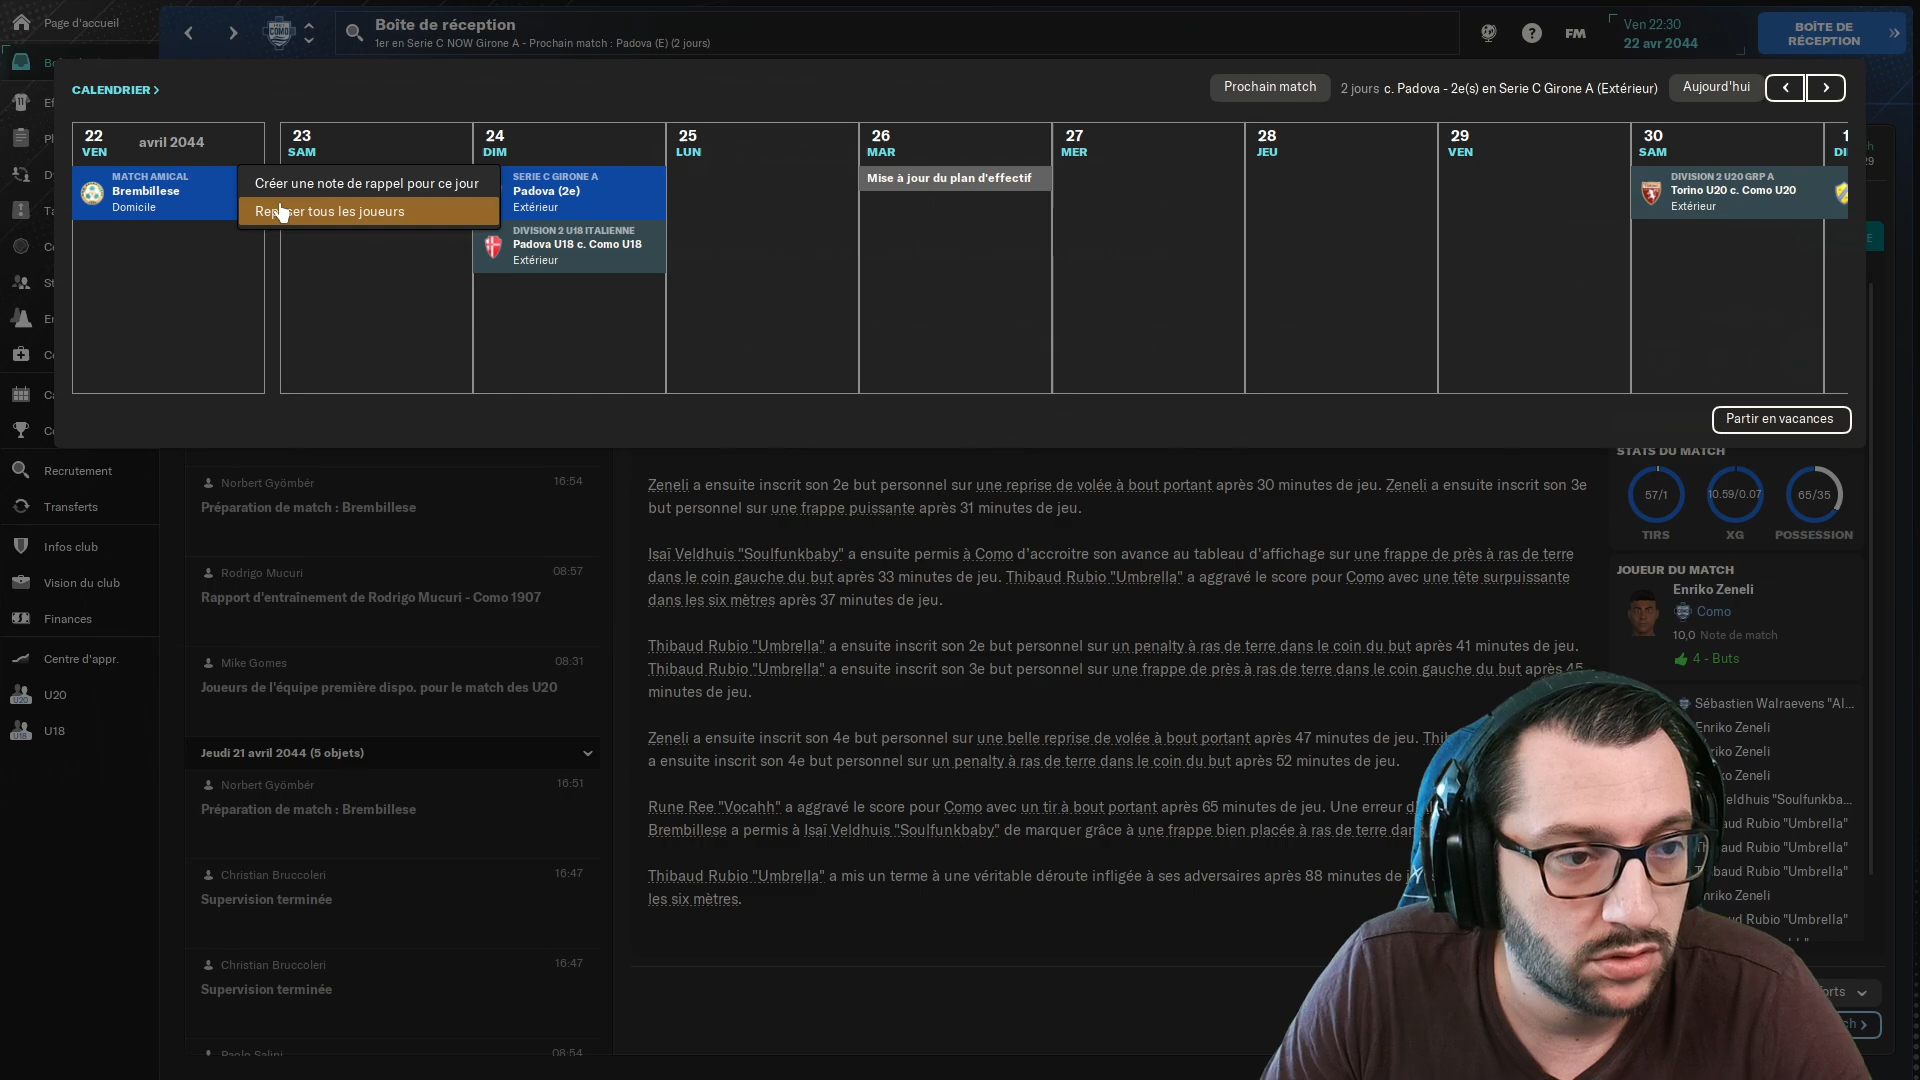 Page d'accueil
Boîte de réception
1er en Serie C NOW Girone A - Prochain match : Padova (E) (2 jours)
FM
Ven 22:30
22 avr 2044
BOÎTE DE
RÉCEPTION
CALENDRIER >
Prochain match
2 jours c. Padova - 2e(s) en Serie C Girone A (Extérieur)
Aujourd'hui
22
VEN
avril 2044
23
SAM
24
DIM
25
LUN
26
MAR
27
MER
28
JEU
29
VEN
30
SAM
MATCH AMICAL
Brembillese
Domicile
Créer une note de rappel pour ce jour
Reposer tous les joueurs
SERIE C GIRONE A
Padova (2e)
Extérieur
DIVISION 2 U18 ITALIENNE
Padova U18 c. Como U18
Extérieur
Mise à jour du plan d'effectif
DIVISION 2 U20 GRP A
Torino U20 c. Como U20
Extérieur
Partir en vacances
Recrutement
Transferts
Infos club
Vision du club
Finances
Centre d'appr.
U20
U18
Norbert Gyömbér 16:54
Préparation de match : Brembillese
Rodrigo Mucuri 08:57
Rapport d'entraînement de Rodrigo Mucuri - Como 1907
Mike Gomes 08:31
Joueurs de l'équipe première dispo. pour le match des U20
Jeudi 21 avril 2044 (5 objets)
Norbert Gyömbér 16:51
Préparation de match : Brembillese
Christian Bruccoleri 16:47
Supervision terminée
Christian Bruccoleri 16:47
Supervision terminée
Paolo Salini 08:54
Zeneli a ensuite inscrit son 2e but personnel sur une reprise de volée à bout portant après 30 minutes de jeu. Zeneli a ensuite inscrit son 3e
but personnel sur une frappe puissante après 31 minutes de jeu.
Isaï Veldhuis "Soulfunkbaby" a ensuite permis à Como d'accroitre son avance au tableau d'affichage sur une frappe de près à ras de terre
dans le coin gauche du but après 33 minutes de jeu. Thibaud Rubio "Umbrella" a aggravé le score pour Como avec une tête surpuissante
dans les six mètres après 37 minutes de jeu.
Thibaud Rubio "Umbrella" a ensuite inscrit son 2e but personnel sur un penalty à ras de terre dans le coin du but après 41 minutes de jeu.
Thibaud Rubio "Umbrella" a ensuite inscrit son 3e but personnel sur une frappe de près à ras de terre dans le coin gauche du but après 45
minutes de jeu.
Zeneli a ensuite inscrit son 4e but personnel sur une belle reprise de volée à bout portant après 47 minutes de jeu.
a ensuite inscrit son 4e but personnel sur un penalty à ras de terre dans le coin du but après 52 minutes de jeu.
Rune Ree "Vocahh" a aggravé le score pour Como avec un tir à bout portant après 65 minutes de jeu. Une erreur
Brembillese a permis à Isaï Veldhuis "Soulfunkbaby" de marquer grâce à une frappe bien placée à ras de terre
Thibaud Rubio "Umbrella" a mis un terme à une véritable déroute infligée à ses adversaires après 88 minutes de
les six mètres.
STATS DU MATCH
57/1
10.59/0.07
65/35
TIRS
XG
POSSESSION
JOUEUR DU MATCH
Enriko Zeneli
Como
10,0 Note de match
4 - Buts
Sébastien Walraevens "Al...
Enriko Zeneli
Zeneli
Zeneli
"Soulfunkba...
Rubio "Umbrella"
Rubio "Umbrella"
Rubio "Umbrella"
Zeneli
Rubio "Umbrella"